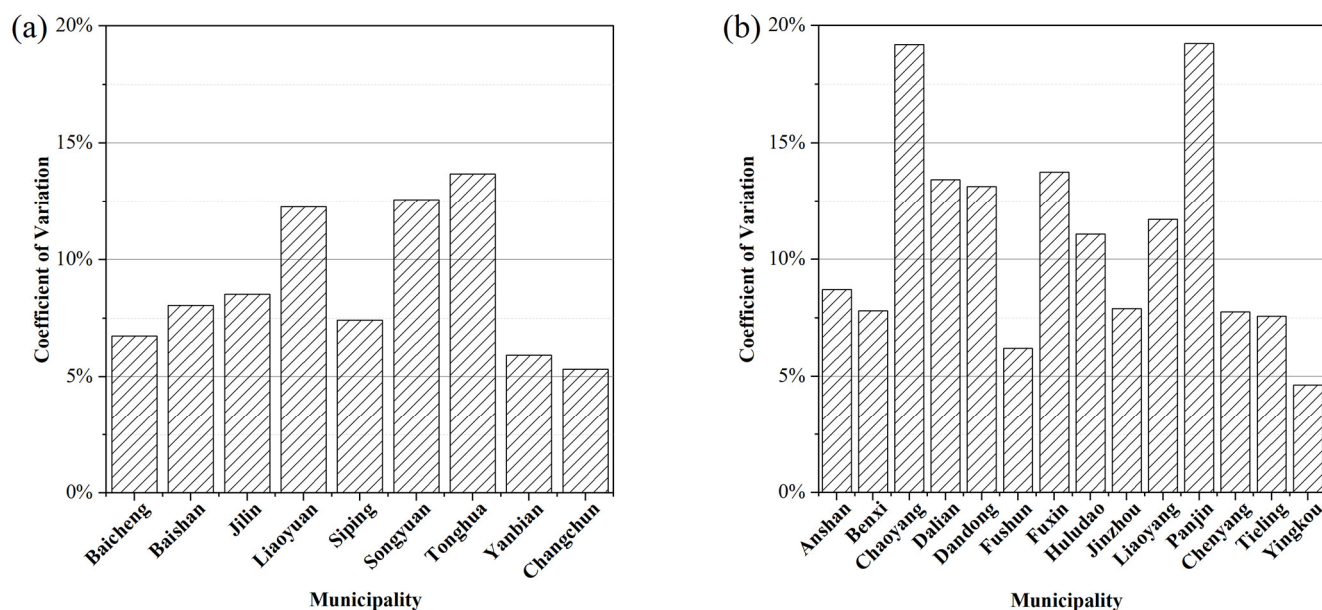 (a)
20%
15%
10%
5%
0%
Coefficient of Variation
Baicheng
Baishan
Jilin
Liaoyuan
Siping
Songyuan
Tonghua
Yanbian
Changchun
Municipality
(b)
20%
15%
10%
5%
0%
Coefficient of Variation
Anshan
Benxi
Chaoyang
Dalian
Dandong
Fushun
Fuxin
Huludao
Jinzhou
Liaoyang
Panjin
Chenyang
Tieling
Yingkou
Municipality